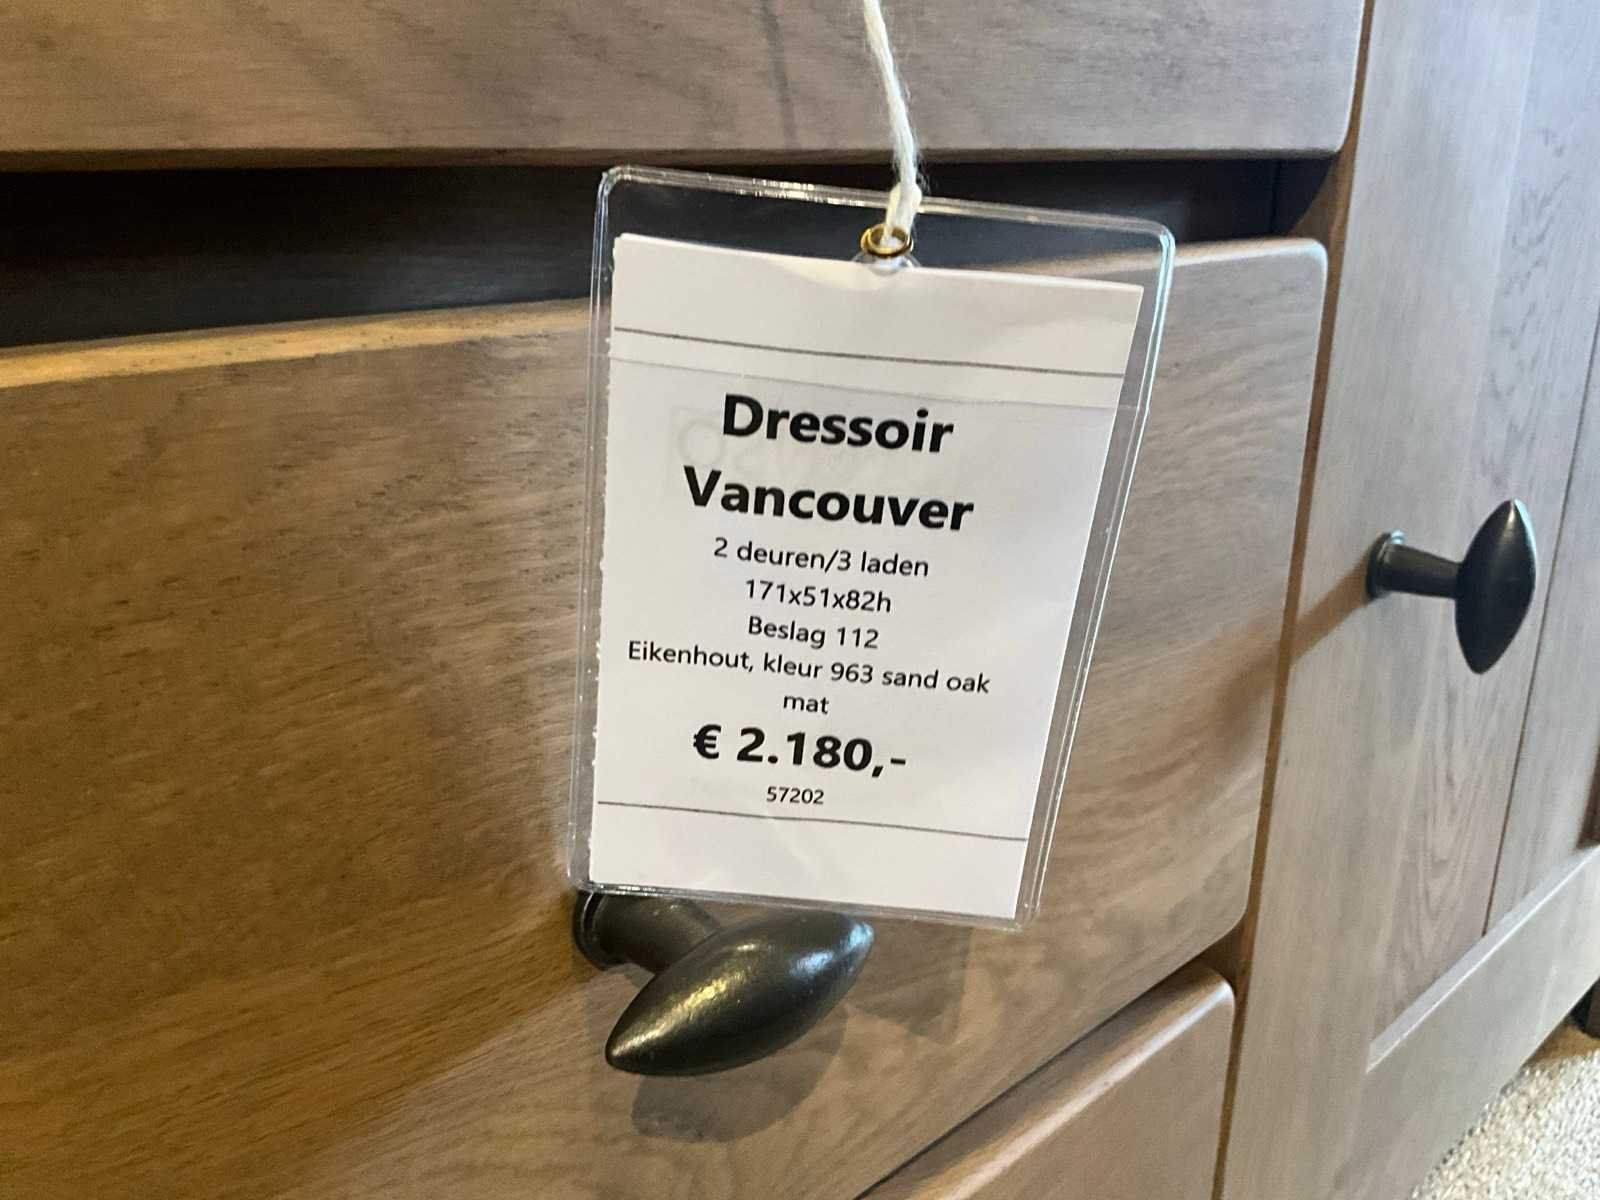 Dressoir
Vancouver
2 deuren/3 laden
171x51x82h
Beslag 112
Eikenhout, kleur 963 sand oak
mat
€ 2.180,-
57202